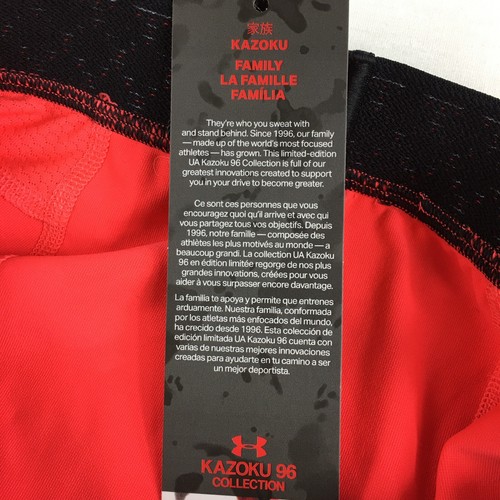 家族
KAZOKU
FAMILY
LA FAMILLE
FAMÍLIA
They're who you sweat with
and stand behind. Since 1996, our family
— made up of the world's most focused
athletes — has grown. This limited-edition
UA Kazoku 96 Collection is full of our
greatest innovations created to support
you in your drive to become greater.
Ce sont ces personnes que vous
encouragez quoi qu'il arrive et avec qui
vous partagez tous vos objectifs. Depuis
1996, notre famille — composée des
athlètes les plus motivés au monde — a
beaucoup grandi. La collection UA Kazoku
96 en édition limitée regorge de nos plus
grandes innovations, créées pour vous
aider à vous surpasser encore davantage.
La familia te apoya y permite que entrenes
arduamente. Nuestra familia, conformada
por los atletas más enfocados del mundo,
ha crecido desde 1996. Esta colección de
edición limitada UA Kazoku 96 cuenta con
varias de nuestras mejores innovaciones
creadas para ayudarte en tu camino a ser
un mejor deportista.
KAZOKU 96
COLLECTION